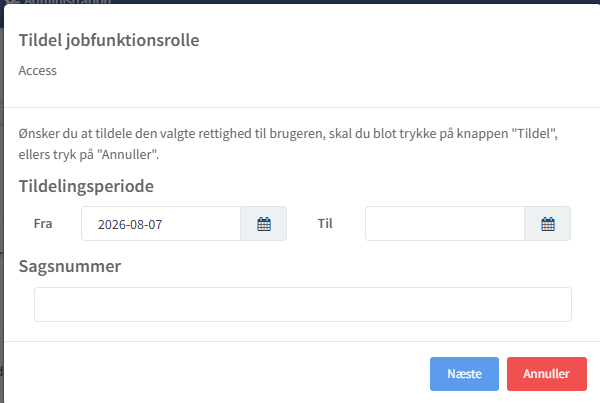 Administration
Tildel jobfunktionsrolle
Access
Ønsker du at tildele den valgte rettighed til brugeren, skal du blot trykke på knappen "Tildel",
ellers tryk på "Annuller".
Tildelingsperiode
Fra 2026-08-07 Til
Sagsnummer
Næste Annuller